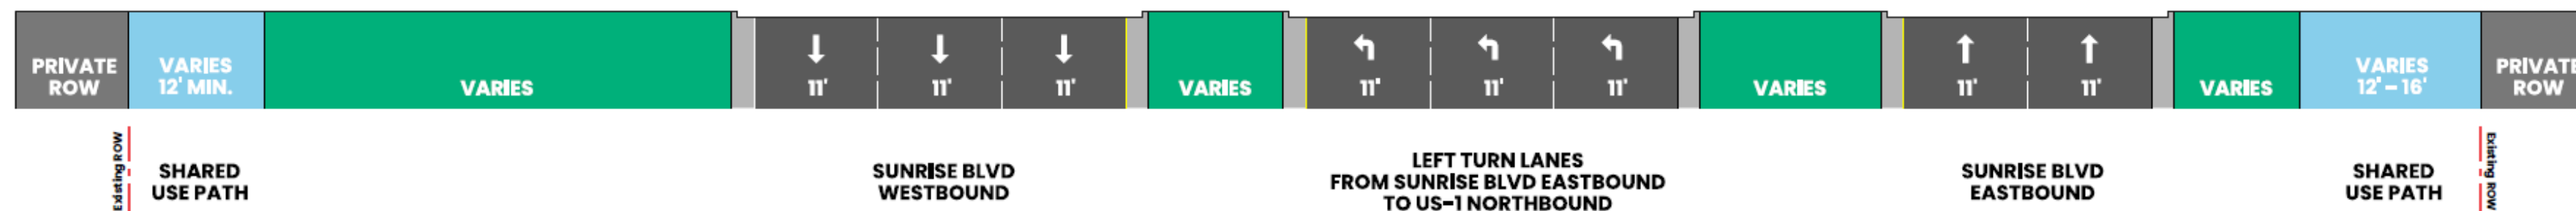 PRIVATE
ROW
VARIES
12' MIN.
VARIES
11'
11'
11'
VARIES
11'
11'
11'
VARIES
11'
11'
VARIES
VARIES
12' – 16'
PRIVATE
ROW
Existing ROW
SHARED
USE PATH
SUNRISE BLVD
WESTBOUND
LEFT TURN LANES
FROM SUNRISE BLVD EASTBOUND
TO US-1 NORTHBOUND
SUNRISE BLVD
EASTBOUND
SHARED
USE PATH
Existing ROW